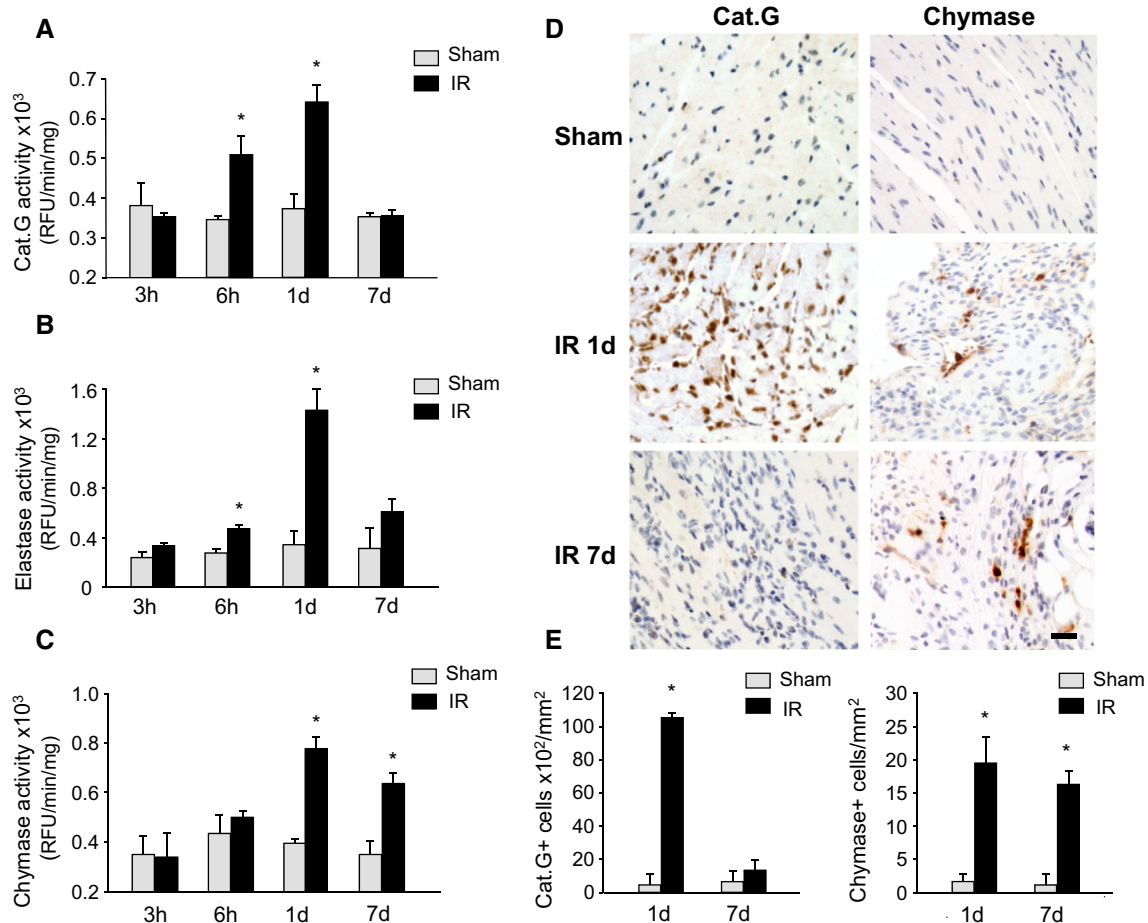 A
Sham
IR
Cat.G activity x10³
(RFU/min/mg)
0.7
0.6
0.5
0.4
0.3
0.2
*
*
3h 6h 1d 7d
B
Sham
IR
Elastase activity x10³
(RFU/min/mg)
1.6
1.2
0.8
0.4
0
*
*
3h 6h 1d 7d
C
Sham
IR
Chymase activity x10³
(RFU/min/mg)
1.0
0.8
0.6
0.4
0.2
*
*
3h 6h 1d 7d
D
Cat.G Chymase
Sham
IR 1d
IR 7d
E
Sham
IR
Cat.G+ cells x10²/mm²
120
100
80
60
40
20
0
*
1d 7d
Sham
IR
Chymase+ cells/mm²
30
25
20
15
10
5
0
*
*
1d 7d